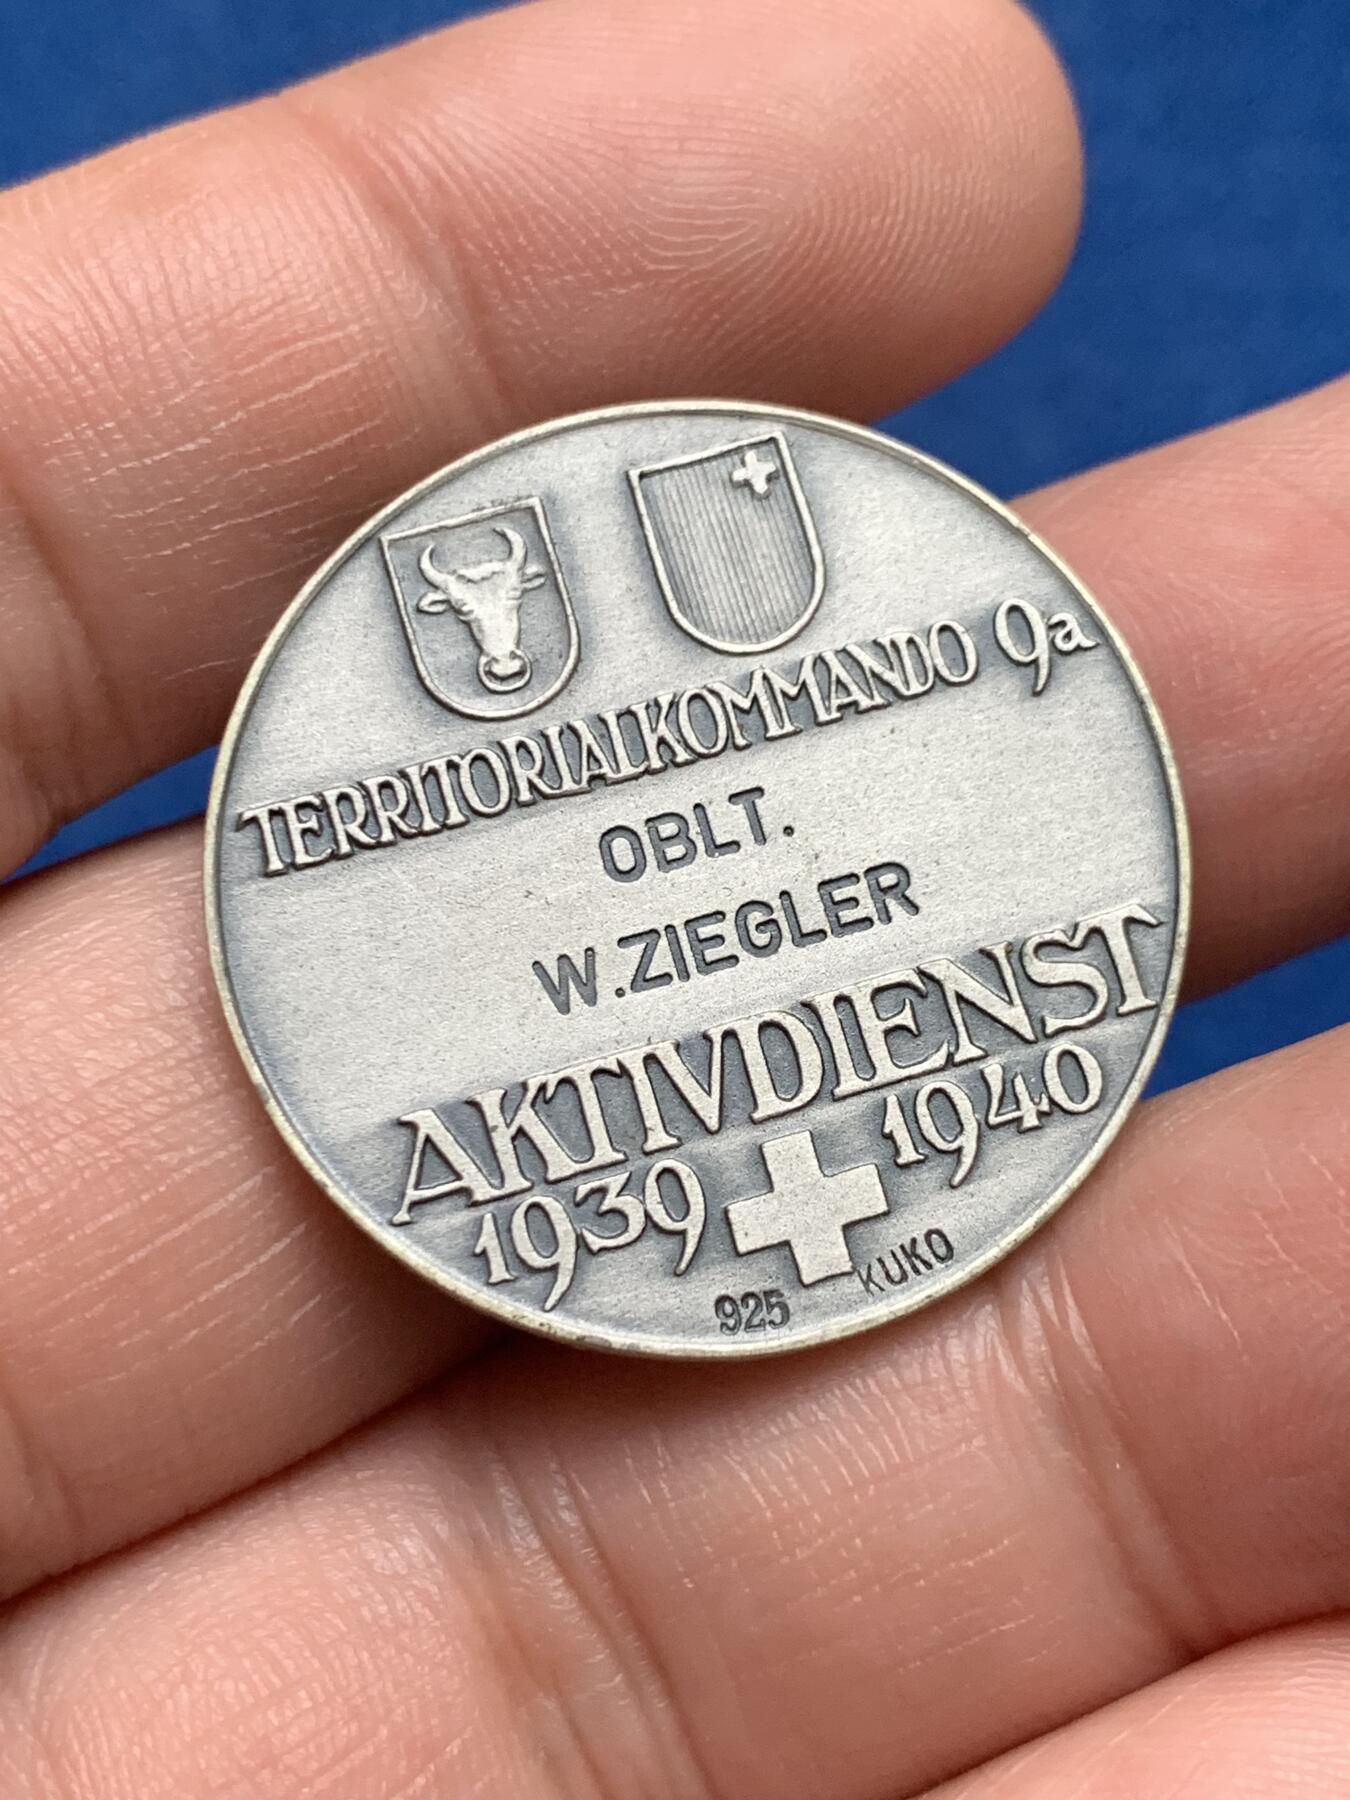 TERRITORIALKOMMANDO 9a
OBLT.
W.ZIEGLER
AKTIVDIENST
1939 1940
925 KUKO